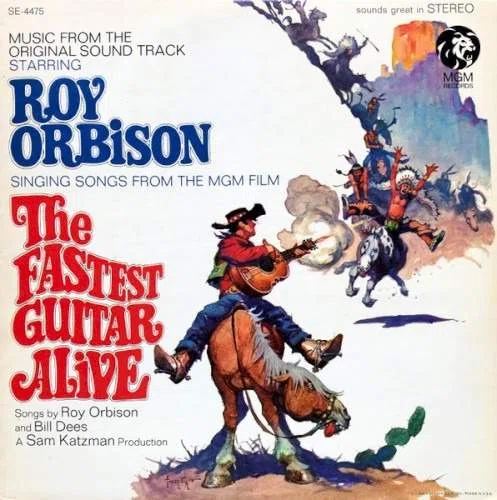 SE-4475
sounds great in STEREO
MUSIC FROM THE
ORIGINAL SOUND TRACK
STARRING
MGM
RECORDS
ROY
ORBiSON
SINGING SONGS FROM THE MGM FILM
The
FASTEST
GUITAR
ALiVE
Songs by Roy Orbison
and Bill Dees
A Sam Katzman Production